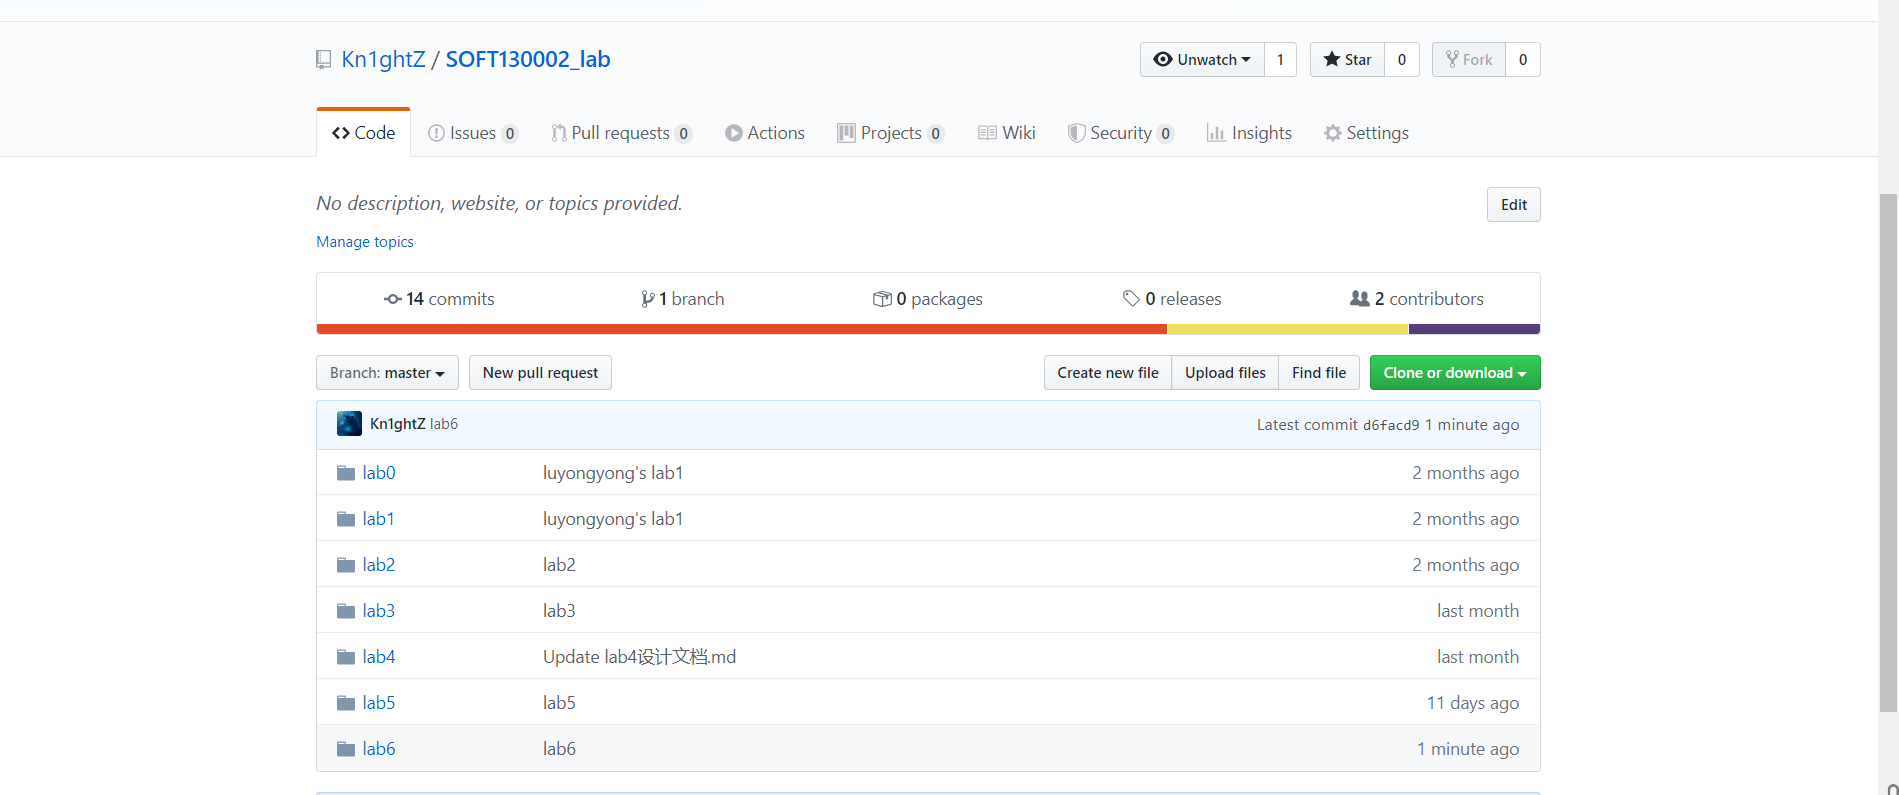 Kn1ghtZ / SOFT130002_lab
Unwatch 1 Star 0 Fork 0
Code Issues 0 Pull requests 0 Actions Projects 0 Wiki Security 0 Insights Settings
No description, website, or topics provided. Edit
Manage topics
14 commits 1 branch 0 packages 0 releases 2 contributors
Branch: master New pull request Create new file Upload files Find file Clone or download
Kn1ghtZ lab6 Latest commit d6facd9 1 minute ago
lab0 luyongyong's lab1 2 months ago
lab1 luyongyong's lab1 2 months ago
lab2 lab2 2 months ago
lab3 lab3 last month
lab4 Update lab4设计文档.md last month
lab5 lab5 11 days ago
lab6 lab6 1 minute ago